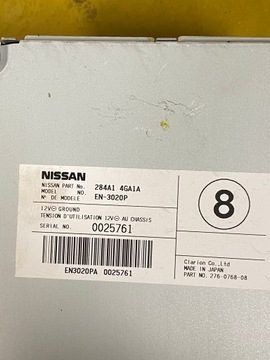 NISSAN
NISSAN PART No. 284A1 4GA1A
MODEL NO. EN-3020P
N° DE MODELE
12V⊖GROUND
TENSION D'UTILISATION 12V⊖ AU CHASSIS
SERIAL NO. 0025761
EN3020PA 0025761
8
Clarion Co.,Ltd
MADE IN JAPAN
PART NO. 276-0768-08